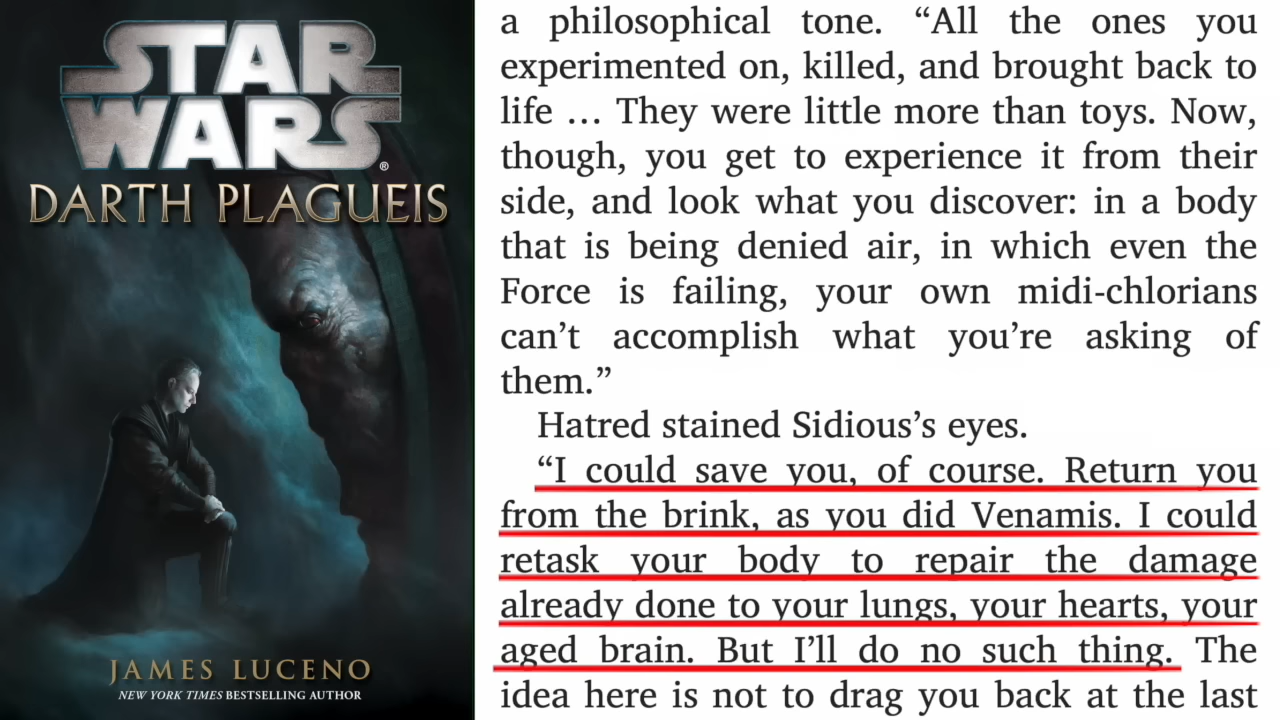 STAR
WARS®
DARTH PLAGUEIS
JAMES LUCENO
NEW YORK TIMES BESTSELLING AUTHOR
a philosophical tone. “All the ones you
experimented on, killed, and brought back to
life … They were little more than toys. Now,
though, you get to experience it from their
side, and look what you discover: in a body
that is being denied air, in which even the
Force is failing, your own midi-chlorians
can’t accomplish what you’re asking of
them.”
Hatred stained Sidious’s eyes.
“I could save you, of course. Return you
from the brink, as you did Venamis. I could
retask your body to repair the damage
already done to your lungs, your hearts, your
aged brain. But I’ll do no such thing. The
idea here is not to drag you back at the last